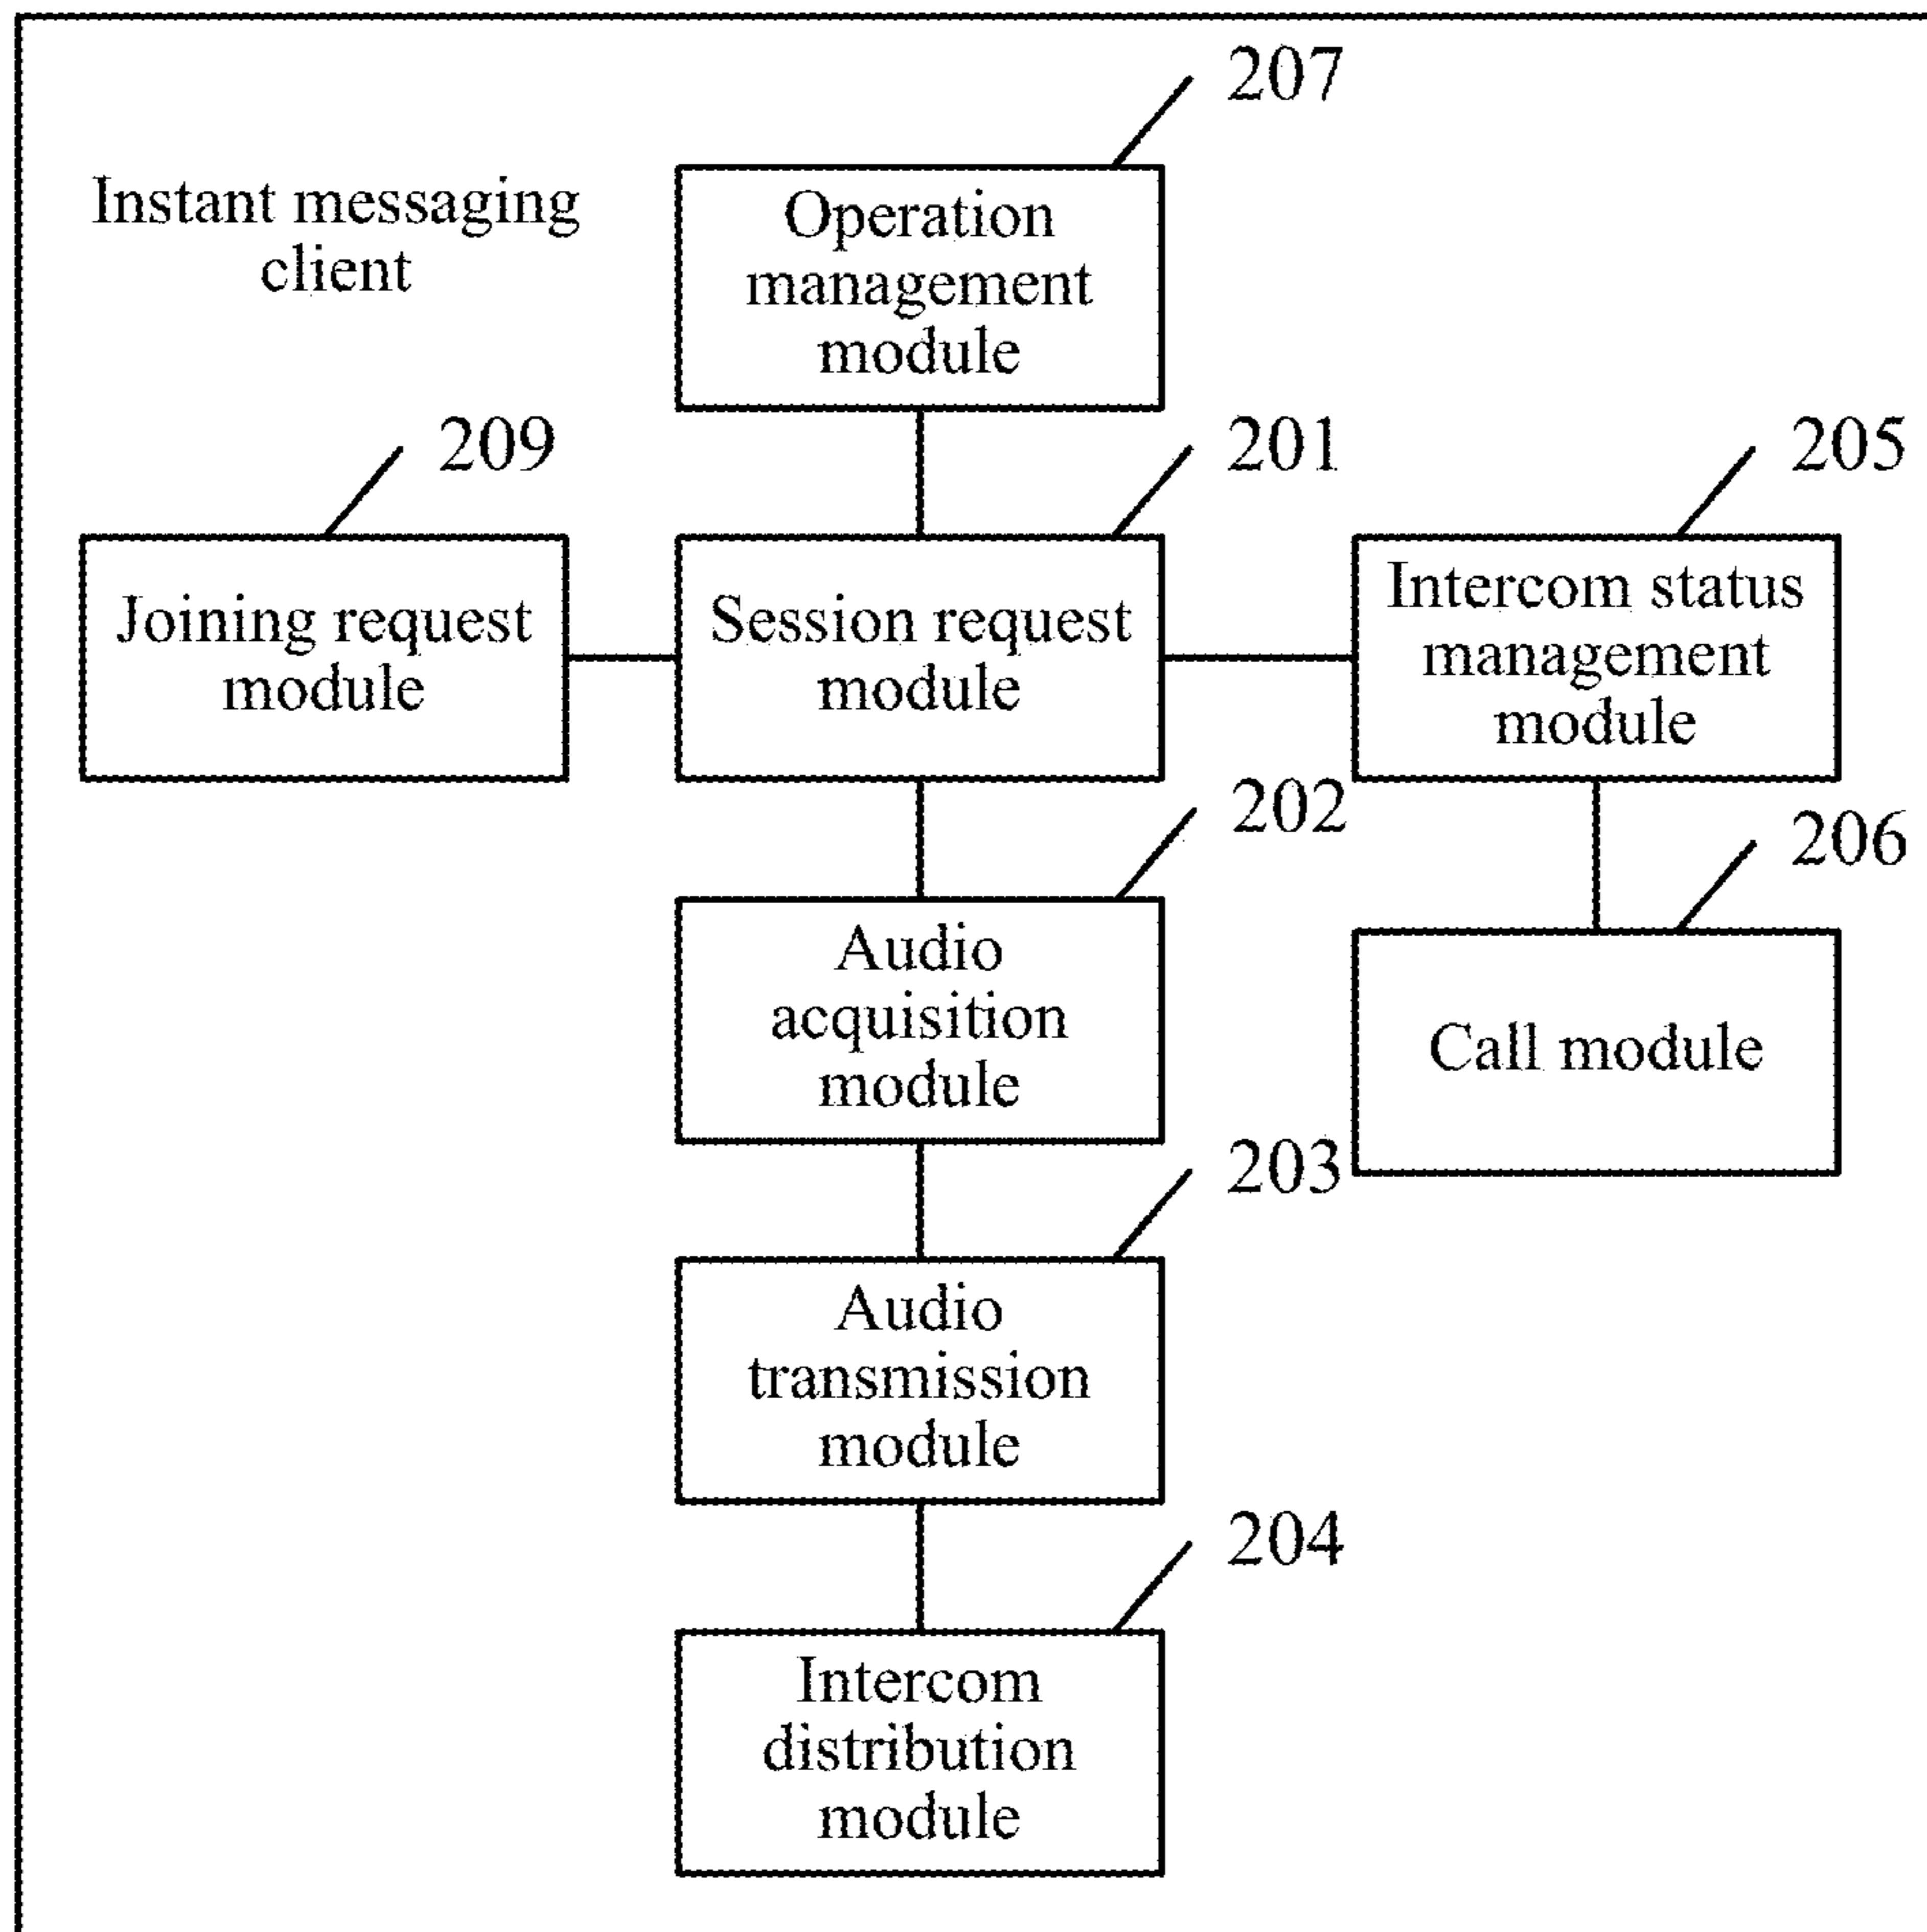 207
Instant messaging
client
Operation
management
module
209
201
205
Joining request
module
Session request
module
Intercom status
management
module
202
206
Audio
acquisition
module
Call module
203
Audio
transmission
module
204
Intercom
distribution
module